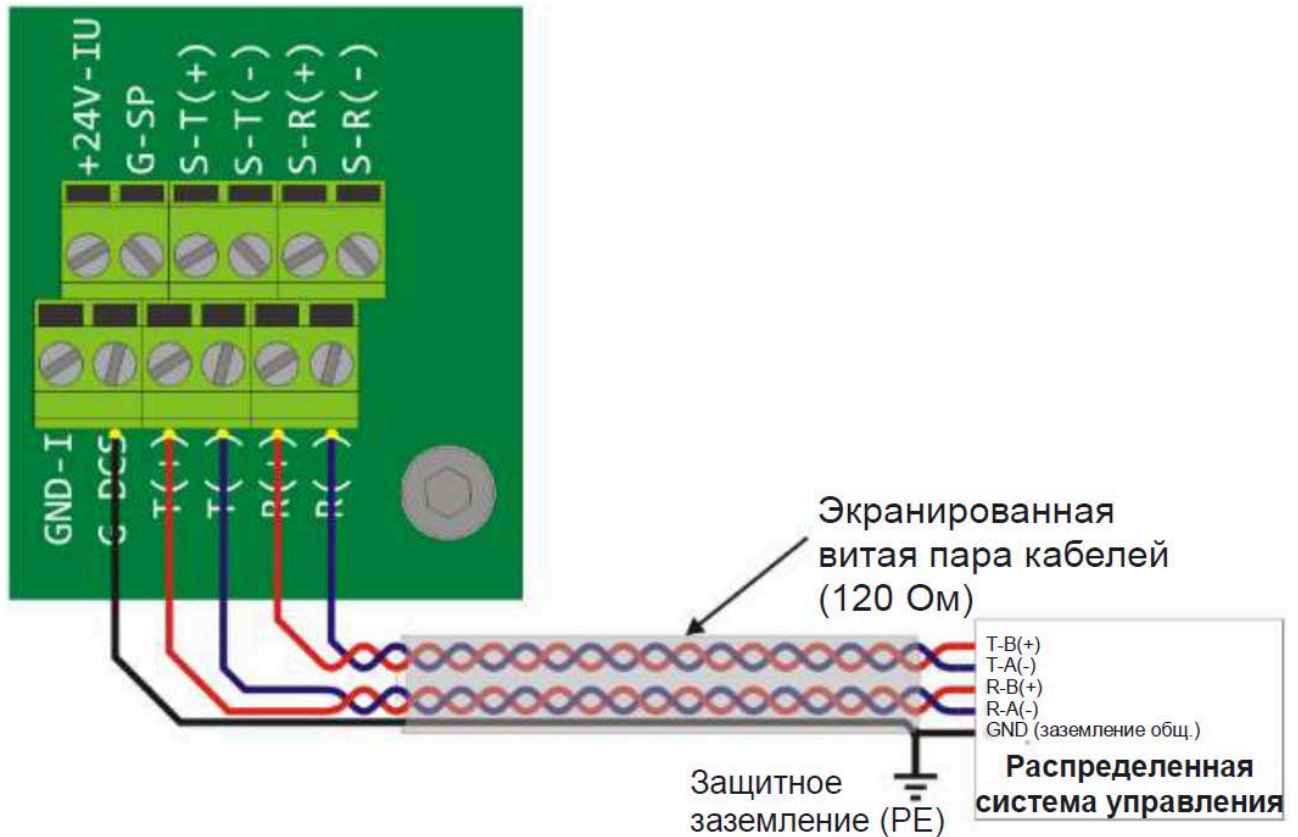 +24V-IU
G-SP
S-T(+)
S-T(-)
S-R(+)
S-R(-)
GND-I
G DCS
T( )
T( )
R( )
R( )
Экранированная
витая пара кабелей
(120 Ом)
T-B(+)
T-A(-)
R-B(+)
R-A(-)
GND (заземление общ.)
Распределенная
система управления
Защитное
заземление (PE)